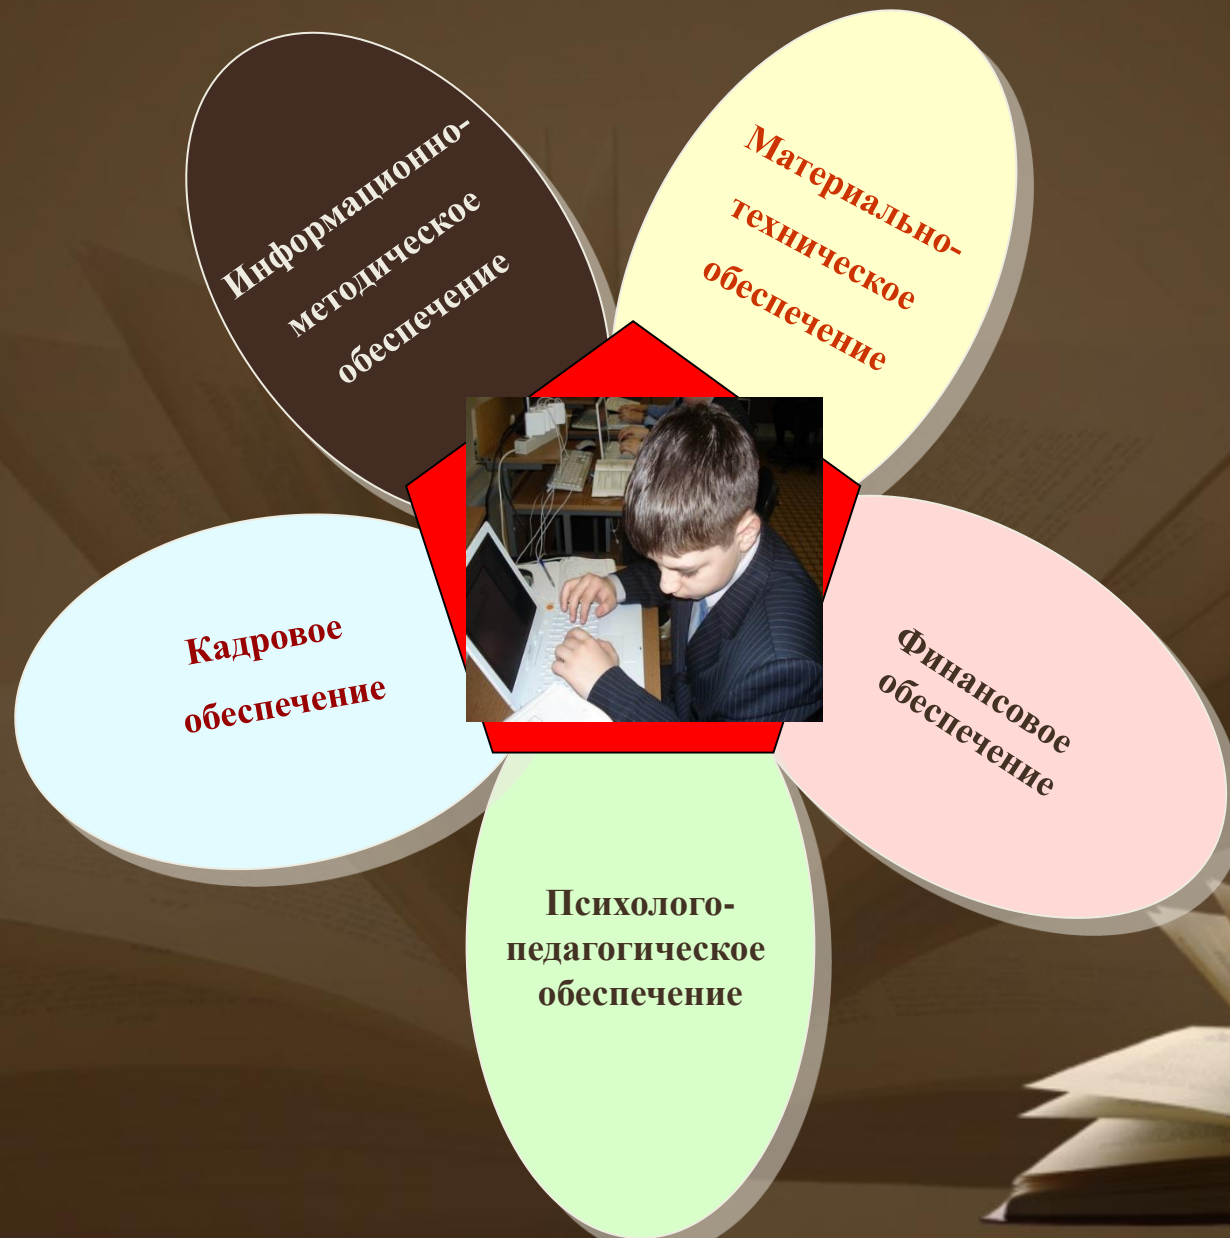 Информационно-
методическое
обеспечение
Материально-
техническое
обеспечение
Кадровое
обеспечение
Финансовое
обеспечение
Психолого-
педагогическое
обеспечение